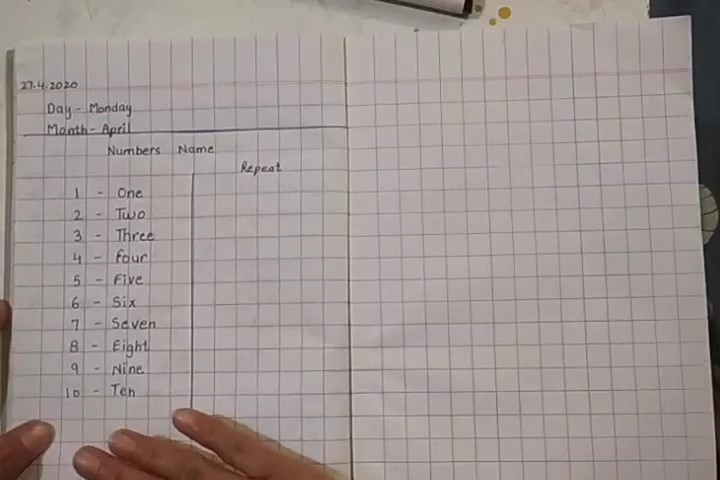 27.4.2020
Day - Monday
Month - April
Numbers Name
Repeat
1 - One
2 - Two
3 - Three
4 - four
5 - Five
6 - Six
7 - Seven
8 - Eight
9 - Nine
10 - Ten